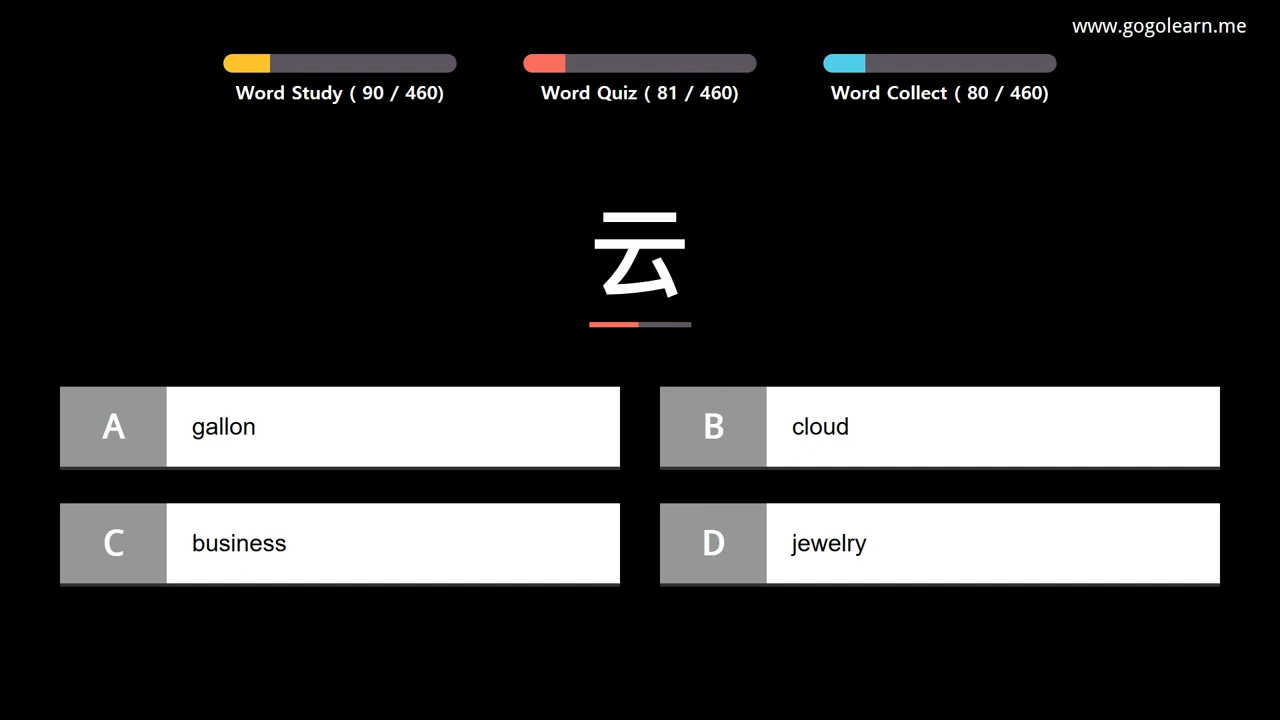 www.gogolearn.me
Word Study ( 90 / 460)
Word Quiz ( 81 / 460)
Word Collect ( 80 / 460)
云
A gallon
B cloud
C business
D jewelry